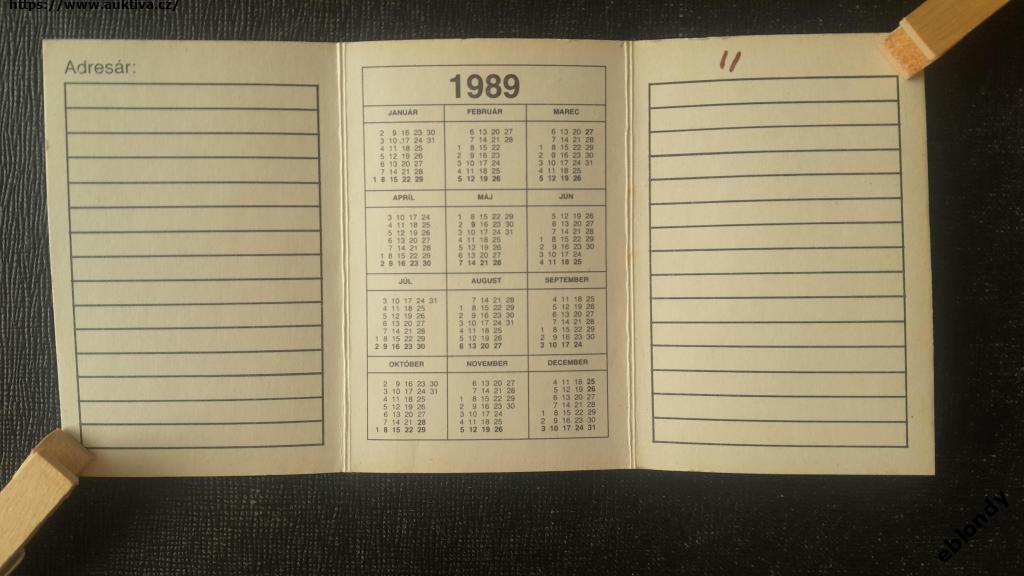 https://www.auktiva.cz/
Adresár:
1989
JANUÁR
2 9 16 23 30
3 10 17 24 31
4 11 18 25
5 12 19 26
6 13 20 27
7 14 21 28
1 8 15 22 29
FEBRUÁR
6 13 20 27
7 14 21 28
1 8 15 22
2 9 16 23
3 10 17 24
4 11 18 25
5 12 19 26
MAREC
6 13 20 27
7 14 21 28
1 8 15 22 29
2 9 16 23 30
3 10 17 24 31
4 11 18 25
5 12 19 26
APRÍL
3 10 17 24
4 11 18 25
5 12 19 26
6 13 20 27
7 14 21 28
1 8 15 22 29
2 9 16 23 30
MÁJ
1 8 15 22 29
2 9 16 23 30
3 10 17 24 31
4 11 18 25
5 12 19 26
6 13 20 27
7 14 21 28
JÚN
5 12 19 26
6 13 20 27
7 14 21 28
1 8 15 22 29
2 9 16 23 30
3 10 17 24
4 11 18 25
JÚL
3 10 17 24 31
4 11 18 25
5 12 19 26
6 13 20 27
7 14 21 28
1 8 15 22 29
2 9 16 23 30
AUGUST
7 14 21 28
1 8 15 22 29
2 9 16 23 30
3 10 17 24 31
4 11 18 25
5 12 19 26
6 13 20 27
SEPTEMBER
4 11 18 25
5 12 19 26
6 13 20 27
7 14 21 28
1 8 15 22 29
2 9 16 23 30
3 10 17 24
OKTÓBER
2 9 16 23 30
3 10 17 24 31
4 11 18 25
5 12 19 26
6 13 20 27
7 14 21 28
1 8 15 22 29
NOVEMBER
6 13 20 27
7 14 21 28
1 8 15 22 29
2 9 16 23 30
3 10 17 24
4 11 18 25
5 12 19 26
DECEMBER
4 11 18 25
5 12 19 26
6 13 20 27
7 14 21 28
1 8 15 22 29
2 9 16 23 30
3 10 17 24 31
11
eblondy